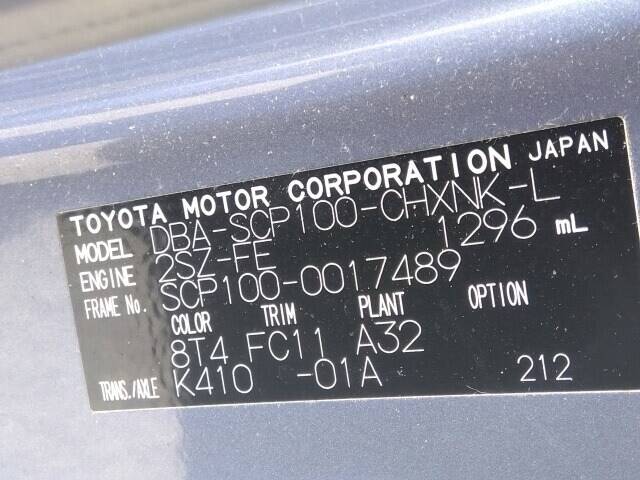 TOYOTA MOTOR CORPORATION JAPAN
MODEL DBA-SCP100-CHXNK-L
ENGINE 2SZ-FE 1296 mL
FRAME No. SCP100-0017489
COLOR TRIM PLANT OPTION
8T4 FC11 A32
TRANS./AXLE K410 -01A 212